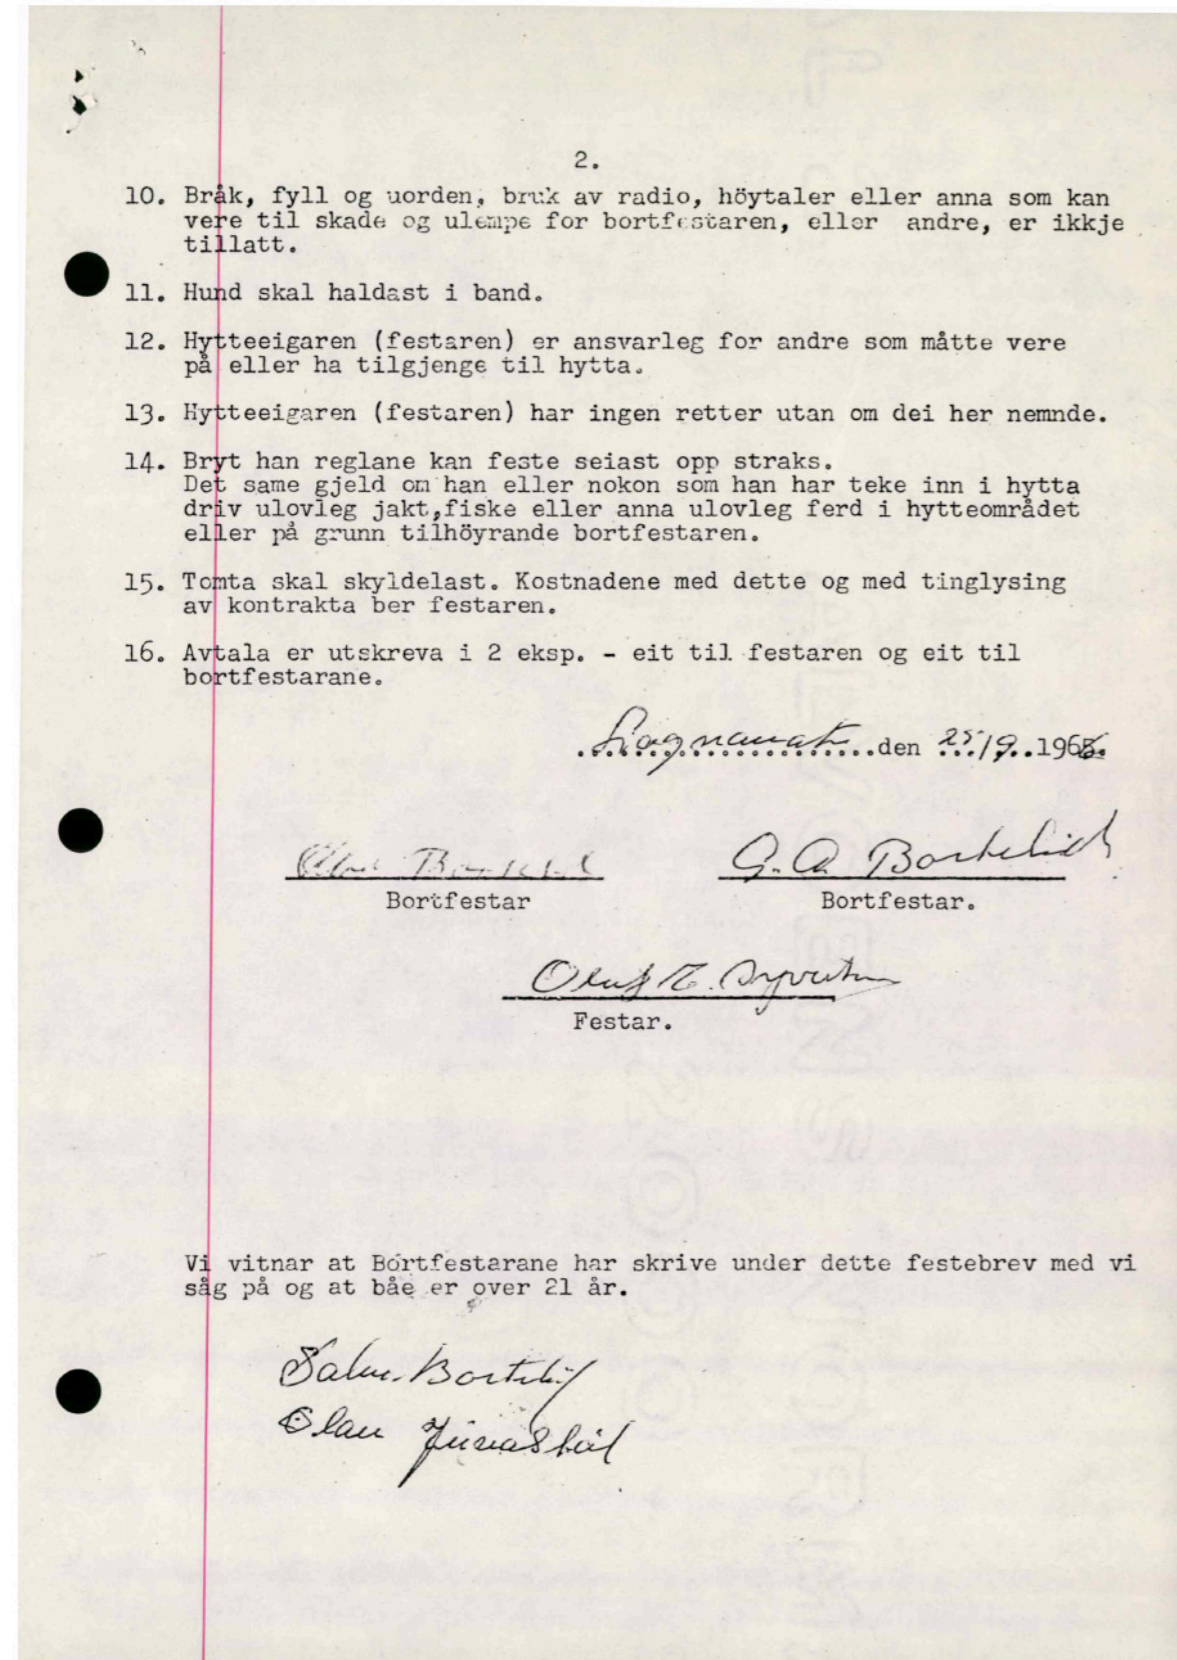 2.
10. Bråk, fyll og uorden, bruk av radio, höytaler eller anna som kan
vere til skade og ulempe for bortfestaren, eller andre, er ikkje
tillatt.
11. Hund skal haldast i band.
12. Hytteeigaren (festaren) er ansvarleg for andre som måtte vere
på eller ha tilgjenge til hytta.
13. Hytteeigaren (festaren) har ingen retter utan om dei her nemnde.
14. Bryt han reglane kan feste seiast opp straks.
Det same gjeld om han eller nokon som han har teke inn i hytta
driv ulovleg jakt,fiske eller anna ulovleg ferd i hytteområdet
eller på grunn tilhöyrande bortfestaren.
15. Tomta skal skyldelast. Kostnadene med dette og med tinglysing
av kontrakta ber festaren.
16. Avtala er utskreva i 2 eksp. - eit til festaren og eit til
bortfestarane.
den 25/9 196
G. A.
Bortfestar
Bortfestar.
Festar.
Vi vitnar at Bortfestarane har skrive under dette festebrev med vi
såg på og at båe er over 21 år.
Olav